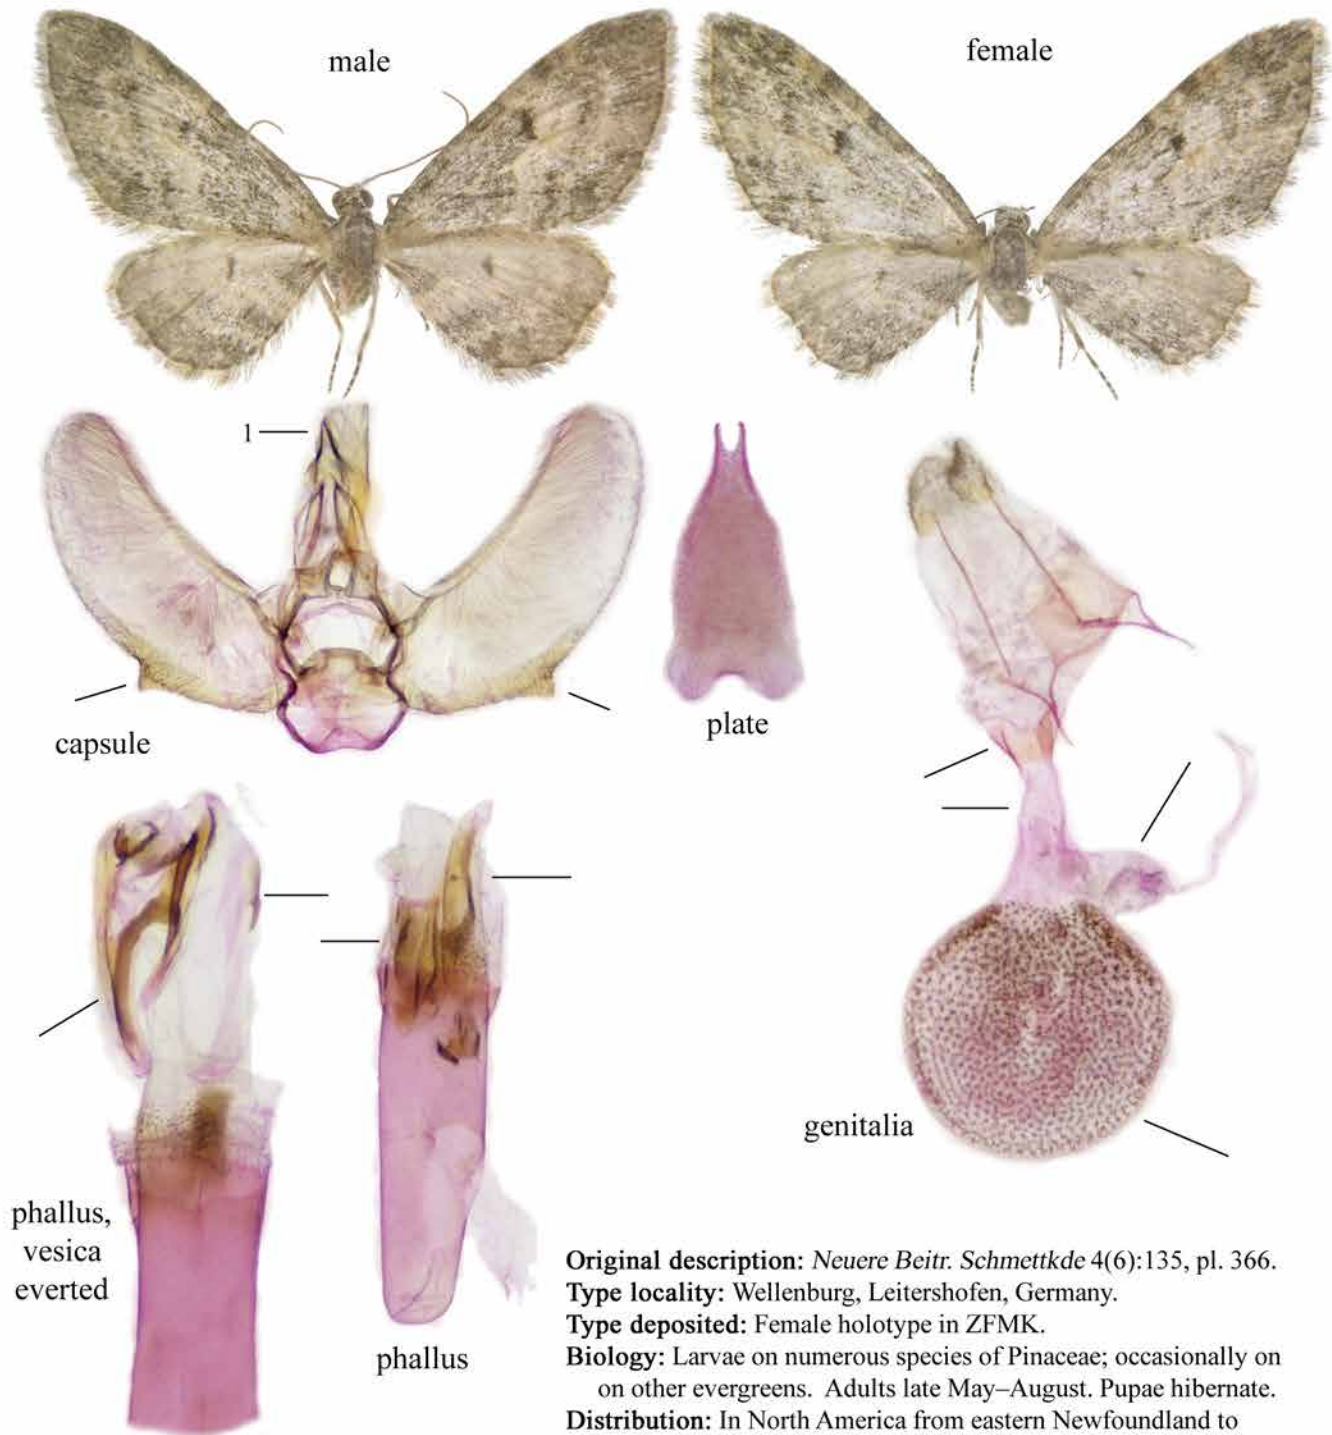 male
female
1
capsule
plate
genitalia
phallus,
vesica
everted
phallus
Original description: Neuere Beitr. Schmettkde 4(6):135, pl. 366.
Type locality: Wellenburg, Leitershofen, Germany.
Type deposited: Female holotype in ZFMK.
Biology: Larvae on numerous species of Pinaceae; occasionally on
on other evergreens. Adults late May–August. Pupae hibernate.
Distribution: In North America from eastern Newfoundland to